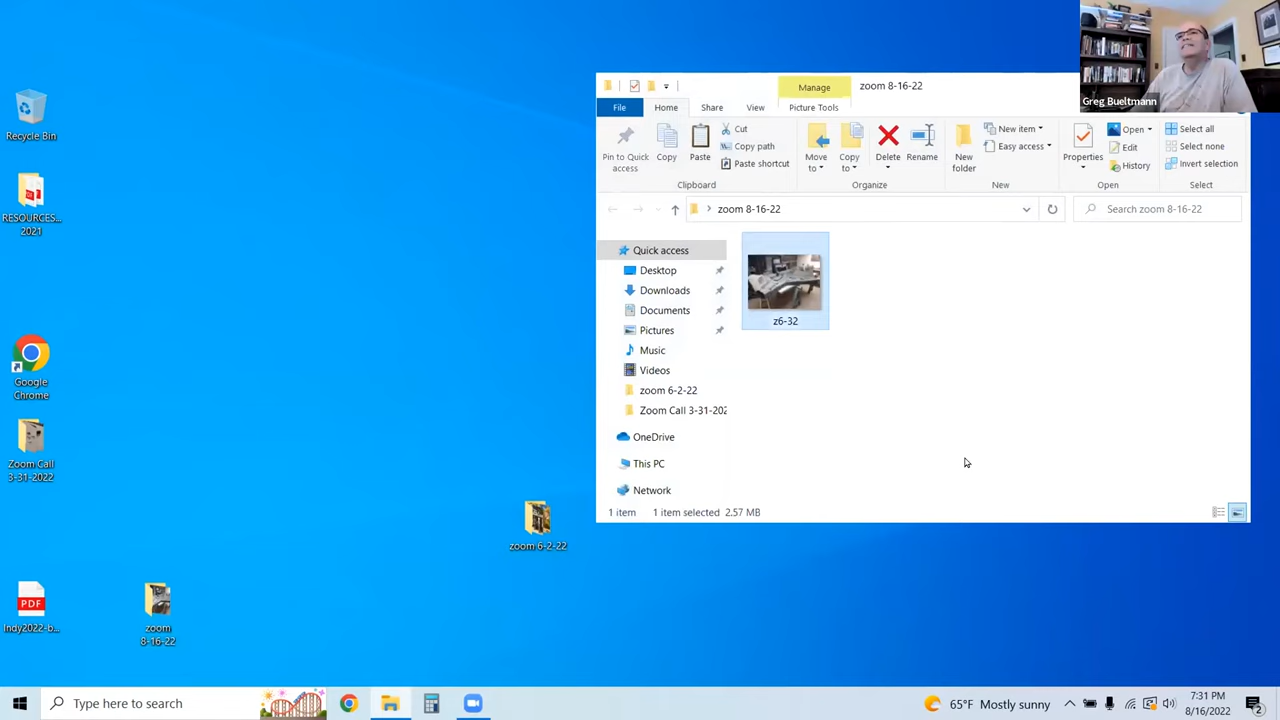 Greg Bueltmann
Manage
zoom 8-16-22
File
Home
Share
View
Picture Tools
Pin to Quick
access
Copy
Paste
Cut
Copy path
Paste shortcut
Clipboard
Move
to
Copy
to
Delete
Rename
Organize
New
folder
New item
Easy access
New
Properties
Open
Edit
History
Open
Select all
Select none
Invert selection
Select
zoom 8-16-22
Search zoom 8-16-22
Quick access
Desktop
Downloads
Documents
Pictures
Music
Videos
zoom 6-2-22
Zoom Call 3-31-202
OneDrive
This PC
Network
z6-32
1 item
1 item selected
2.57 MB
Recycle Bin
RESOURCES...
2021
Google
Chrome
Zoom Call
3-31-2022
zoom 6-2-22
PDF
Indy2022-b...
zoom
8-16-22
Type here to search
65°F
Mostly sunny
7:31 PM
8/16/2022
2